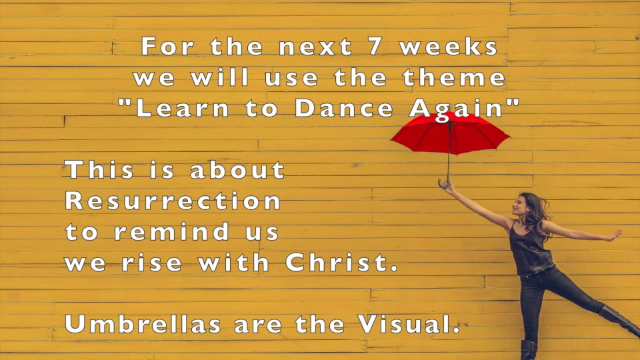 For the next 7 weeks
we will use the theme
"Learn to Dance Again"
This is about
Resurrection
to remind us
we rise with Christ.
Umbrellas are the Visual.